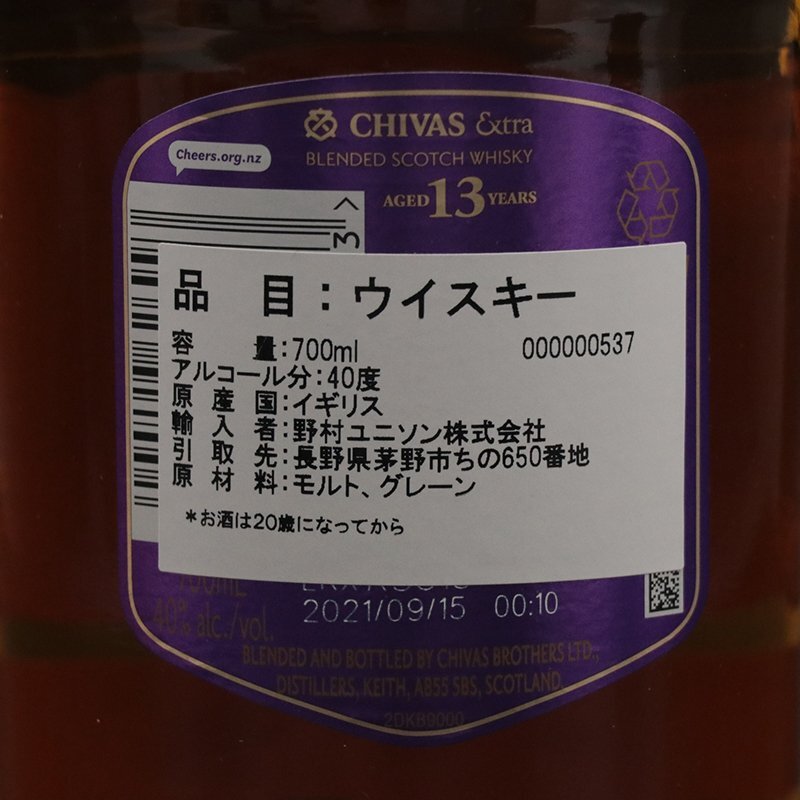 CHIVAS Extra
Cheers.org.nz
BLENDED SCOTCH WHISKY
AGED 13 YEARS
3 >
品 目:ウイスキー
容 量:700ml 000000537
アルコール分:40度
原 産 国:イギリス
輸 入 者:野村ユニソン株式会社
引 取 先:長野県茅野市ちの650番地
原 材 料:モルト、グレーン
*お酒は20歳になってから
2021/09/15 00:10
40% alc./vol.
BLENDED AND BOTTLED BY CHIVAS BROTHERS LTD.,
DISTILLERS, KEITH, AB55 5BS, SCOTLAND.
2DKB9000